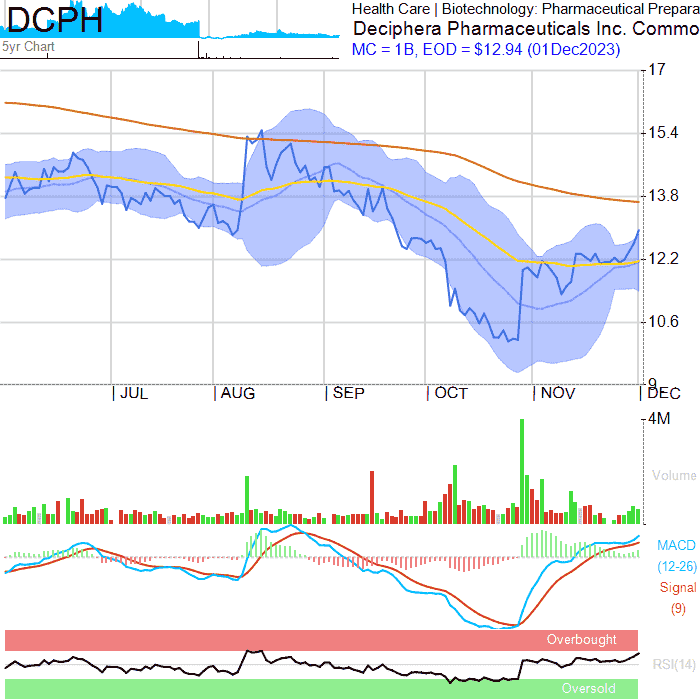 DCPH
Health Care | Biotechnology: Pharmaceutical Prepara
Deciphera Pharmaceuticals Inc. Commo
MC = 1B, EOD = $12.94 (01Dec2023)
5yr Chart
17
15.4
13.8
12.2
10.6
9
JUL AUG SEP OCT NOV DEC
4M
Volume
MACD
(12-26)
Signal
(9)
Overbought
RSI(14)
Oversold